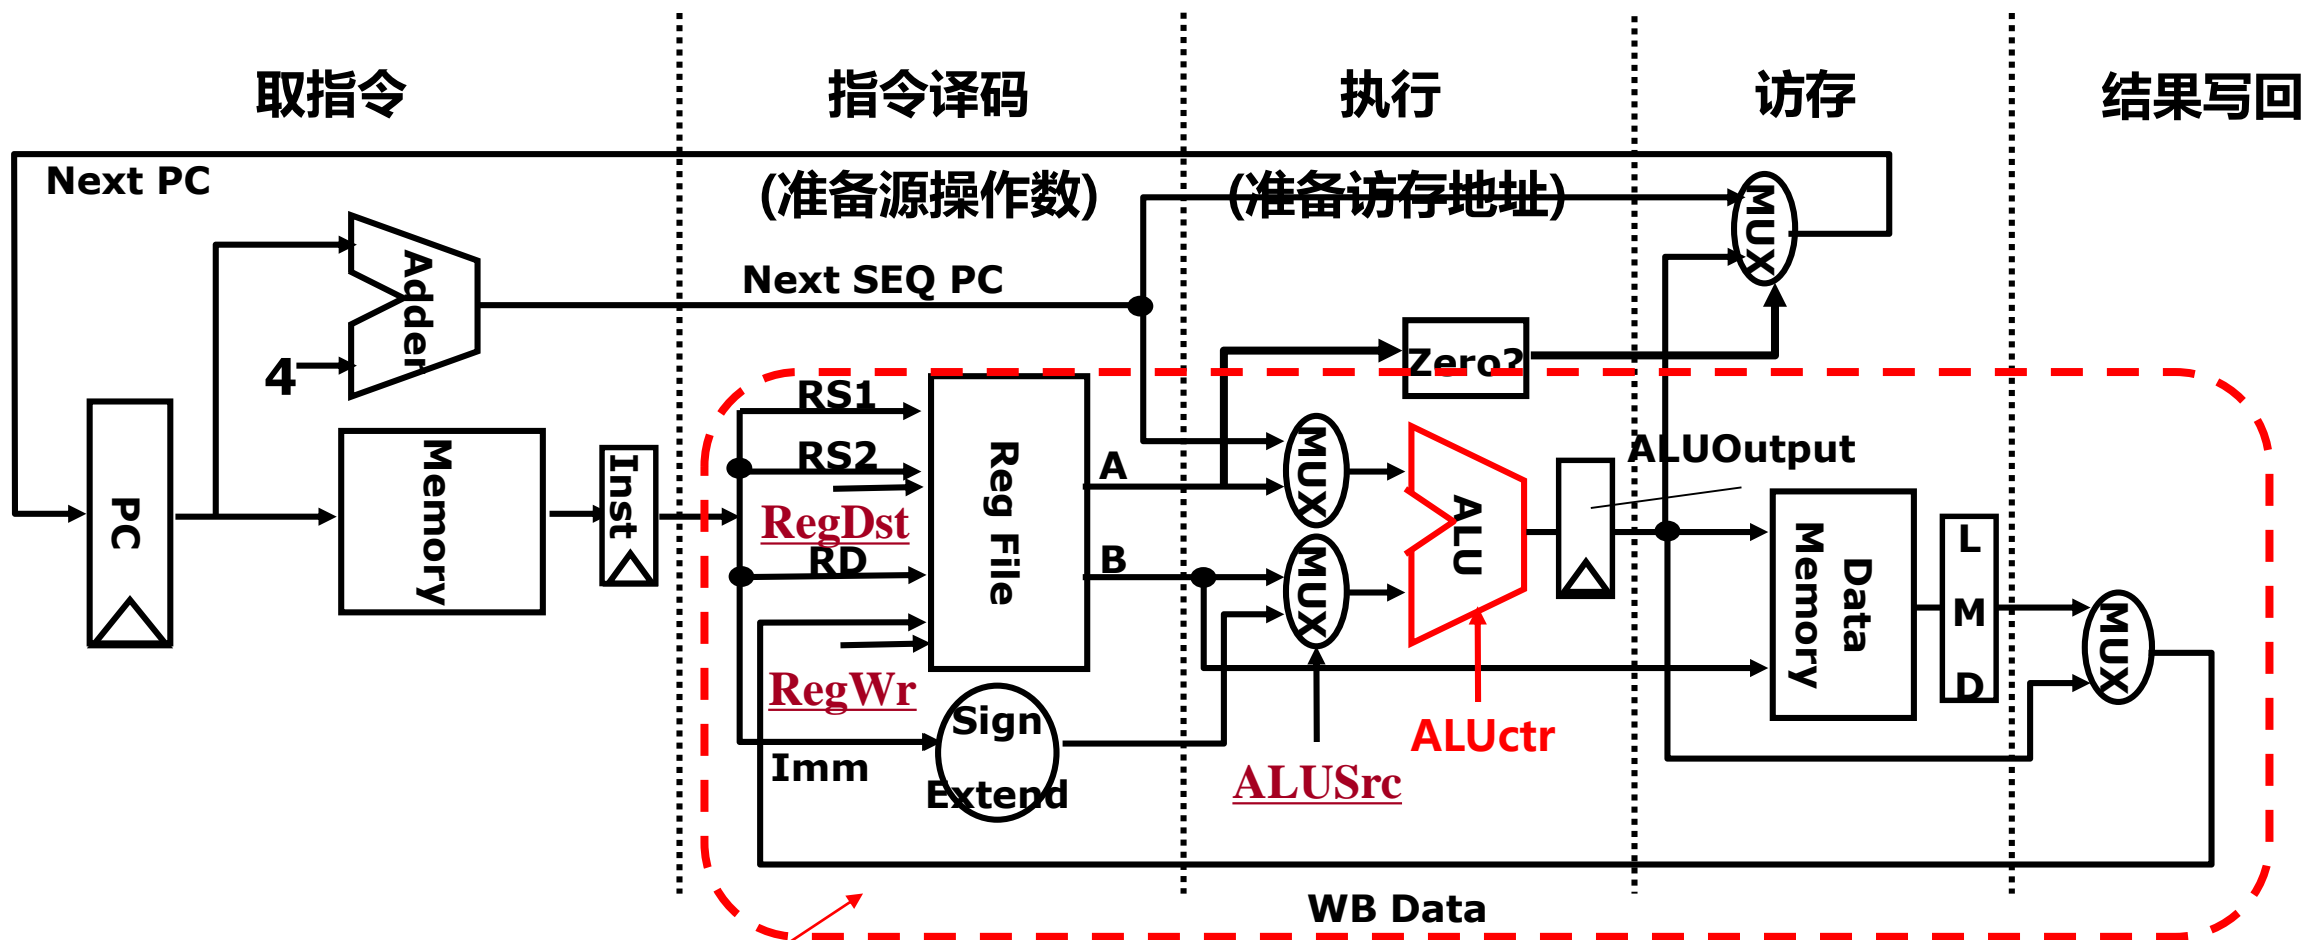 取指令
指令译码
执行
访存
结果写回
Next PC
(准备源操作数)
(准备访存地址)
MUX
Adder
Next SEQ PC
4
Zero?
RS1
RS2
RegDst
RD
RegWr
Imm
PC
Memory
Inst
Reg File
A
B
Sign
Extend
MUX
MUX
ALU
ALUOutput
ALUctr
ALUSrc
Data
Memory
L
M
D
MUX
WB Data